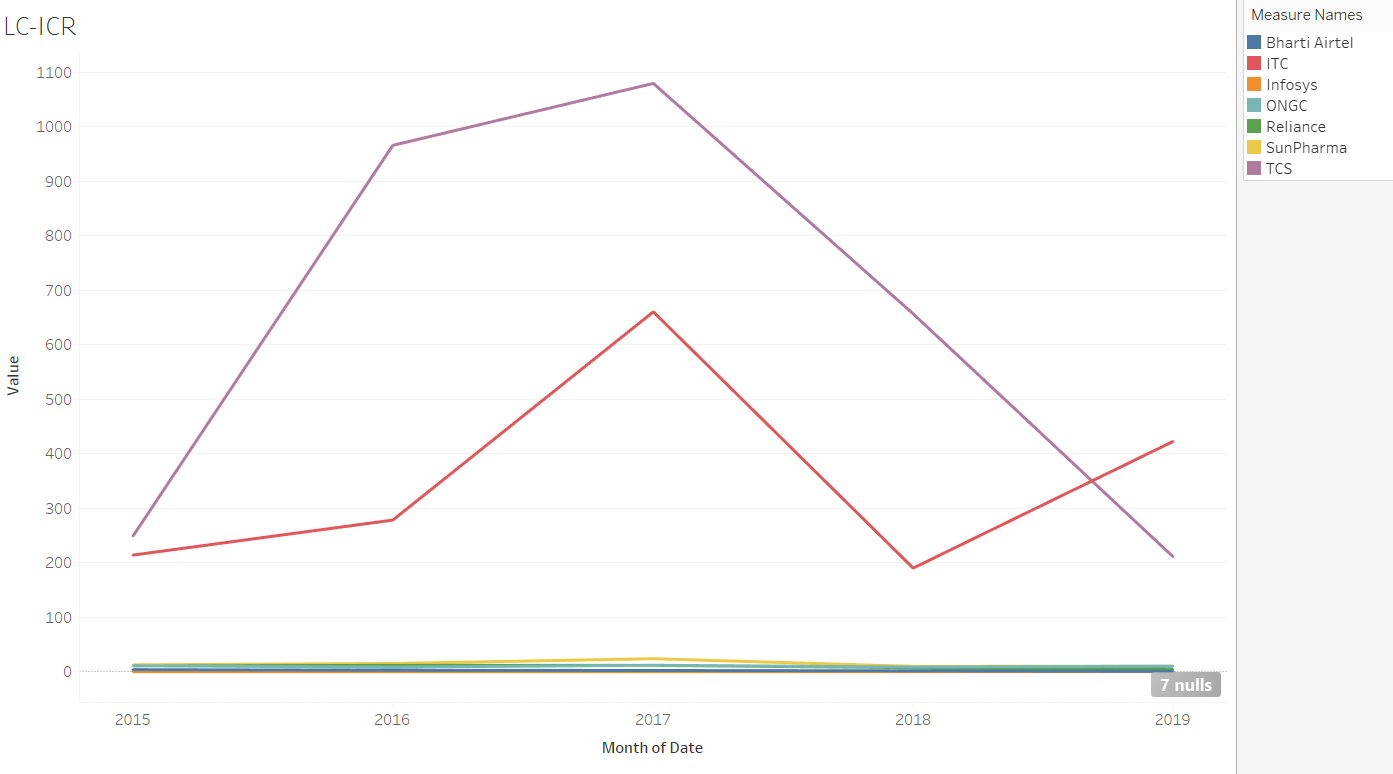 LC-ICR
1100
1000
900
800
700
600
500
400
300
200
100
0
Value
2015
2016
2017
2018
2019
Month of Date
7 nulls
Measure Names
Bharti Airtel
ITC
Infosys
ONGC
Reliance
SunPharma
TCS